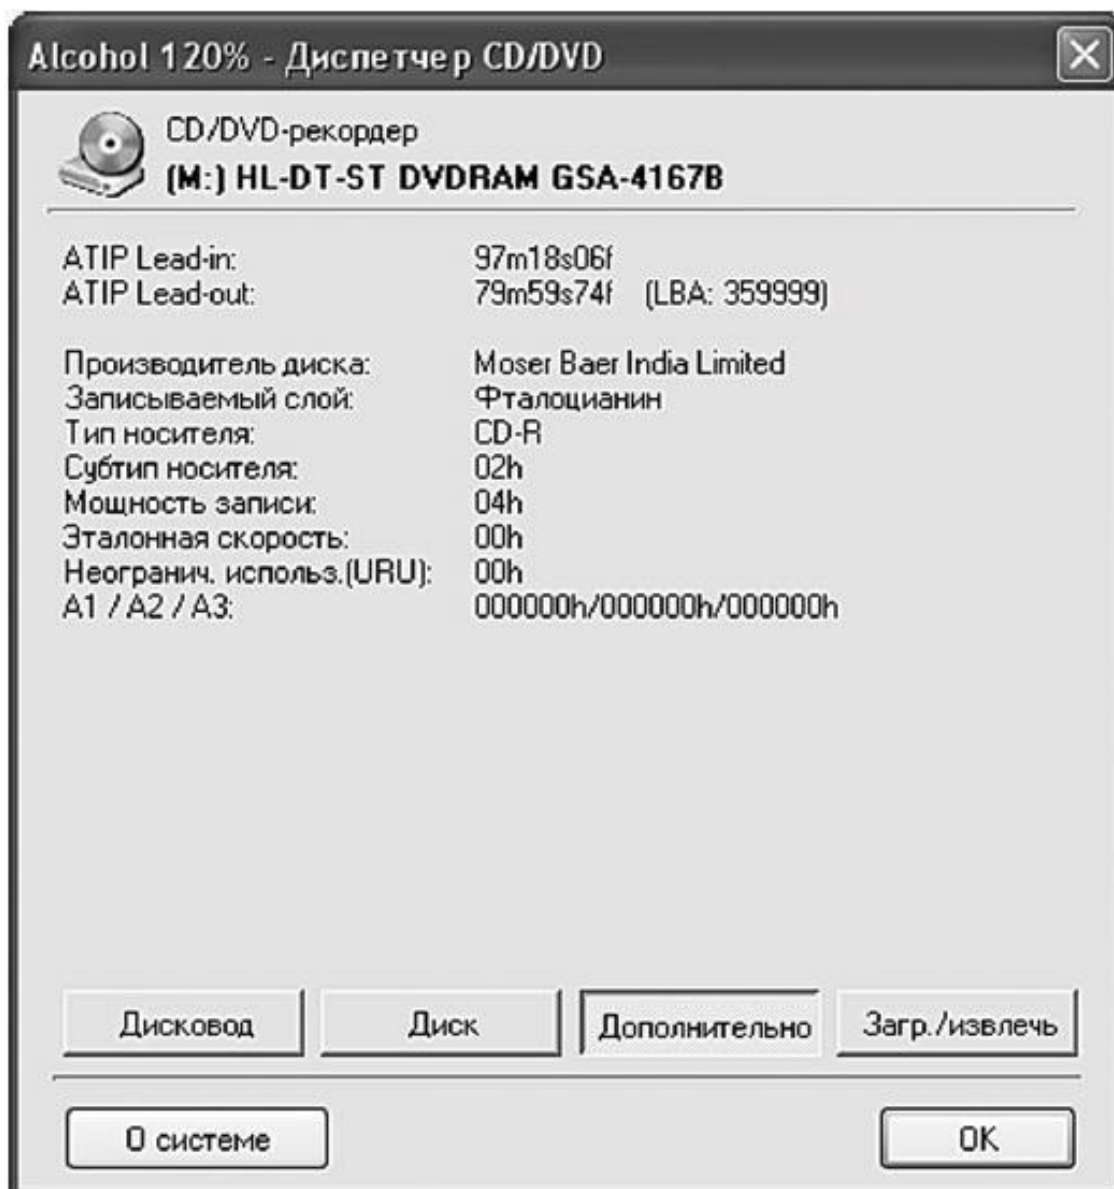 Alcohol 120% - Диспетчер CD/DVD
CD/DVD-рекордер
(M:) HL-DT-ST DVDRAM GSA-4167B
ATIP Lead-in: 97m18s06f
ATIP Lead-out: 79m59s74f (LBA: 359999)
Производитель диска: Moser Baer India Limited
Записываемый слой: Фталоцианин
Тип носителя: CD-R
Субтип носителя: 02h
Мощность записи: 04h
Эталонная скорость: 00h
Неогранич. использ.(URU): 00h
A1 / A2 / A3: 000000h/000000h/000000h
Дисковод Диск Дополнительно Загр./извлечь
О системе OK